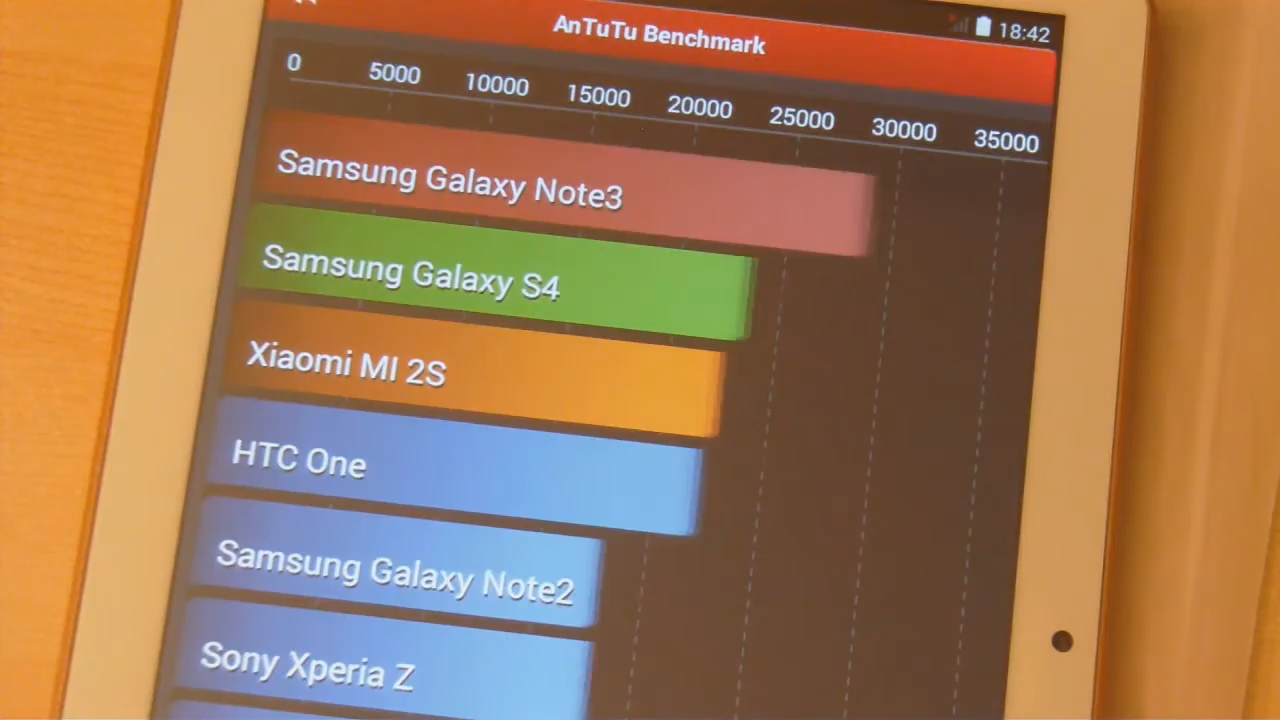 18:42
AnTuTu Benchmark
0 5000 10000 15000 20000 25000 30000 35000
Samsung Galaxy Note3
Samsung Galaxy S4
Xiaomi MI 2S
HTC One
Samsung Galaxy Note2
Sony Xperia Z